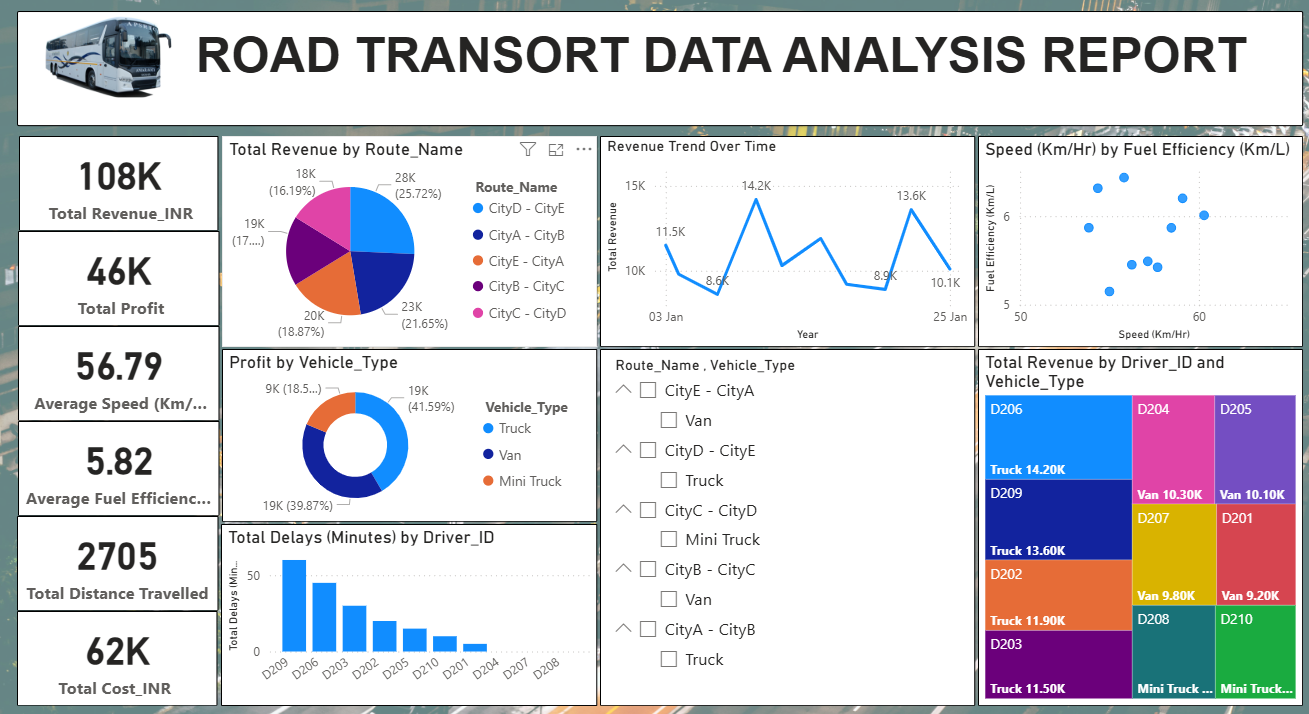 ROAD TRANSORT DATA ANALYSIS REPORT
108K
Total Revenue_INR
46K
Total Profit
56.79
Average Speed (Km/...
5.82
Average Fuel Efficienc...
2705
Total Distance Travelled
62K
Total Cost_INR
Total Revenue by Route_Name
28K
(25.72%)
23K
(21.65%)
20K
(18.87%)
19K
(17....)
18K
(16.19%)
Route_Name
CityD - CityE
CityA - CityB
CityE - CityA
CityB - CityC
CityC - CityD
Revenue Trend Over Time
Total Revenue
15K
10K
11.5K
8.6K
14.2K
8.9K
13.6K
10.1K
03 Jan
25 Jan
Year
Speed (Km/Hr) by Fuel Efficiency (Km/L)
Fuel Efficiency (Km/L)
6
5
50
60
Speed (Km/Hr)
Profit by Vehicle_Type
19K
(41.59%)
19K (39.87%)
9K (18.5...)
Vehicle_Type
Truck
Van
Mini Truck
Total Delays (Minutes) by Driver_ID
Total Delays (Min...
50
0
D209
D206
D203
D202
D205
D210
D201
D204
D207
D208
Route_Name , Vehicle_Type
CityE - CityA
Van
CityD - CityE
Truck
CityC - CityD
Mini Truck
CityB - CityC
Van
CityA - CityB
Truck
Total Revenue by Driver_ID and
Vehicle_Type
D206
Truck 14.20K
D209
Truck 13.60K
D202
Truck 11.90K
D203
Truck 11.50K
D204
Van 10.30K
D205
Van 10.10K
D207
Van 9.80K
D201
Van 9.20K
D208
Mini Truck ...
D210
Mini Truck...